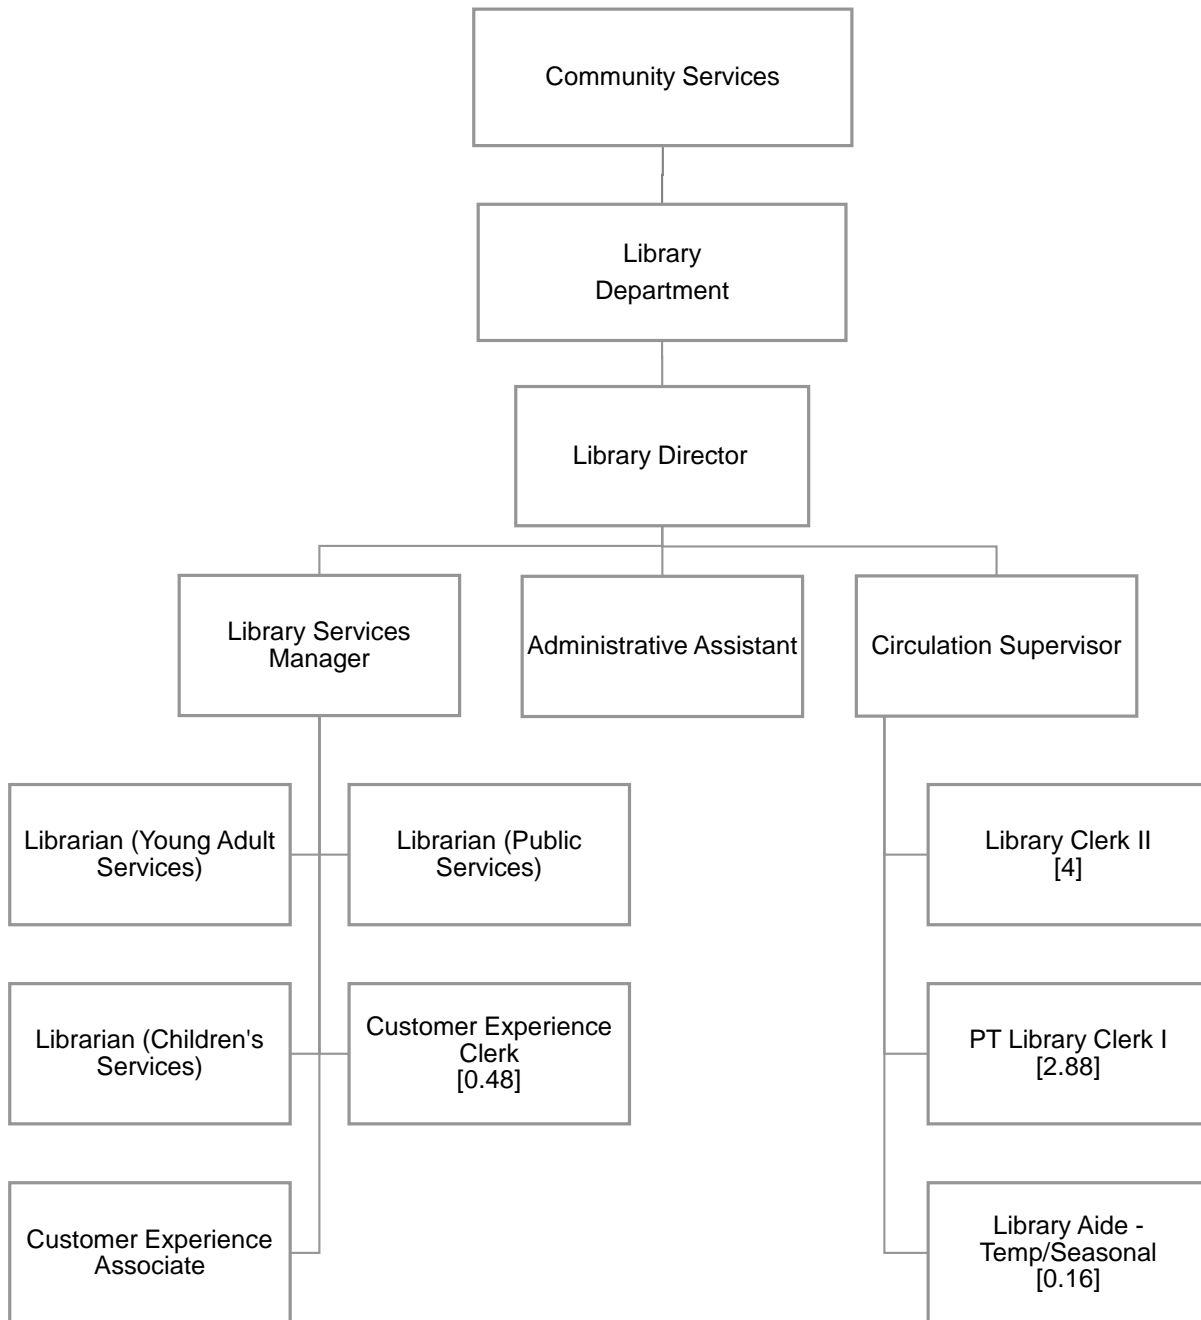 Community Services
Library
Department
Library Director
Library Services
Manager
Administrative Assistant
Circulation Supervisor
Librarian (Young Adult
Services)
Librarian (Public
Services)
Library Clerk II
[4]
Librarian (Children's
Services)
Customer Experience
Clerk
[0.48]
PT Library Clerk I
[2.88]
Customer Experience
Associate
Library Aide -
Temp/Seasonal
[0.16]